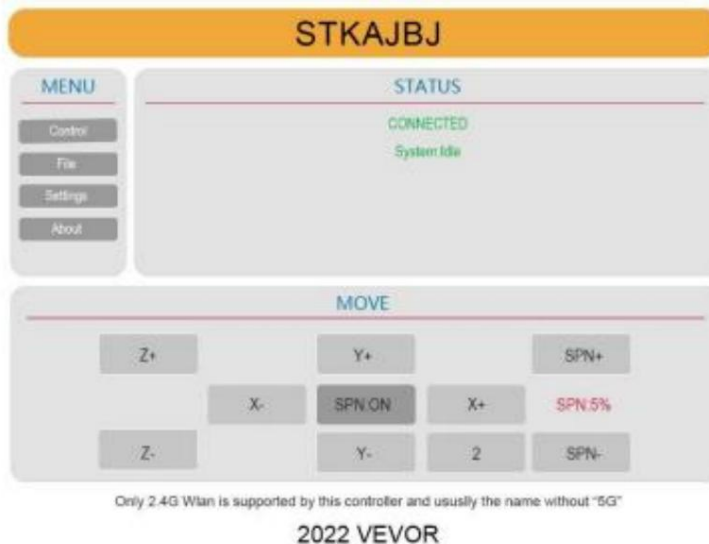 STKAJBJ
MENU
Control
File
Settings
About
STATUS
CONNECTED
System:Idle
MOVE
Z+ Y+ SPN+
X- SPN:ON X+ SPN:5%
Z- Y- 2 SPN-
Only 2.4G Wlan is supported by this controller and ususlly the name without "5G"
2022 VEVOR